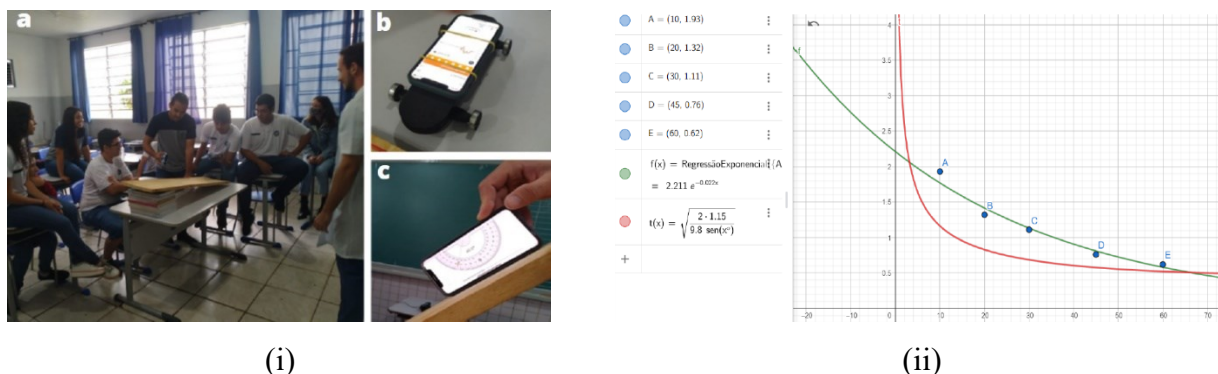 a
b
c
(i)
A = (10, 1.93)
B = (20, 1.32)
C = (30, 1.11)
D = (45, 0.76)
E = (60, 0.62)
f(x) = RegressãoExponencial({A
= 2.211 e^−0.022x
t(x) = √(2 · 1.15 / 9.8 sen(x°))
+
4
3.5
3
2.5
2
1.5
1
0.5
f
A
B
C
D
E
−20 −10 0 10 20 30 40 50 60 70
(ii)